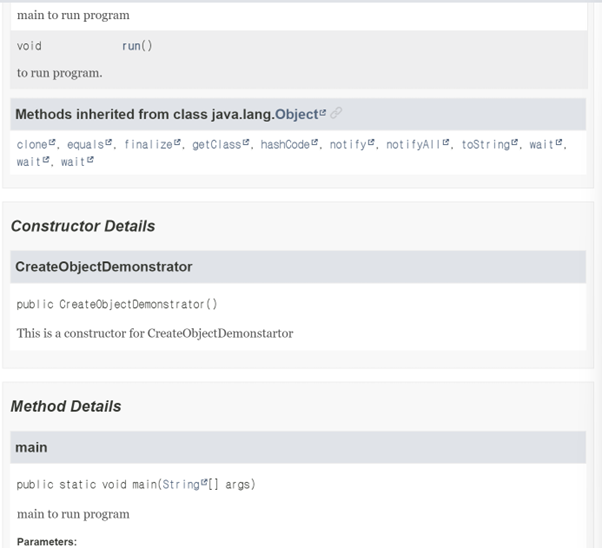 main to run program
void run()
to run program.
Methods inherited from class java.lang.Object
clone, equals, finalize, getClass, hashCode, notify, notifyAll, toString, wait,
wait, wait
Constructor Details
CreateObjectDemonstrator
public CreateObjectDemonstrator()
This is a constructor for CreateObjectDemonstartor
Method Details
main
public static void main(String[] args)
main to run program
Parameters: